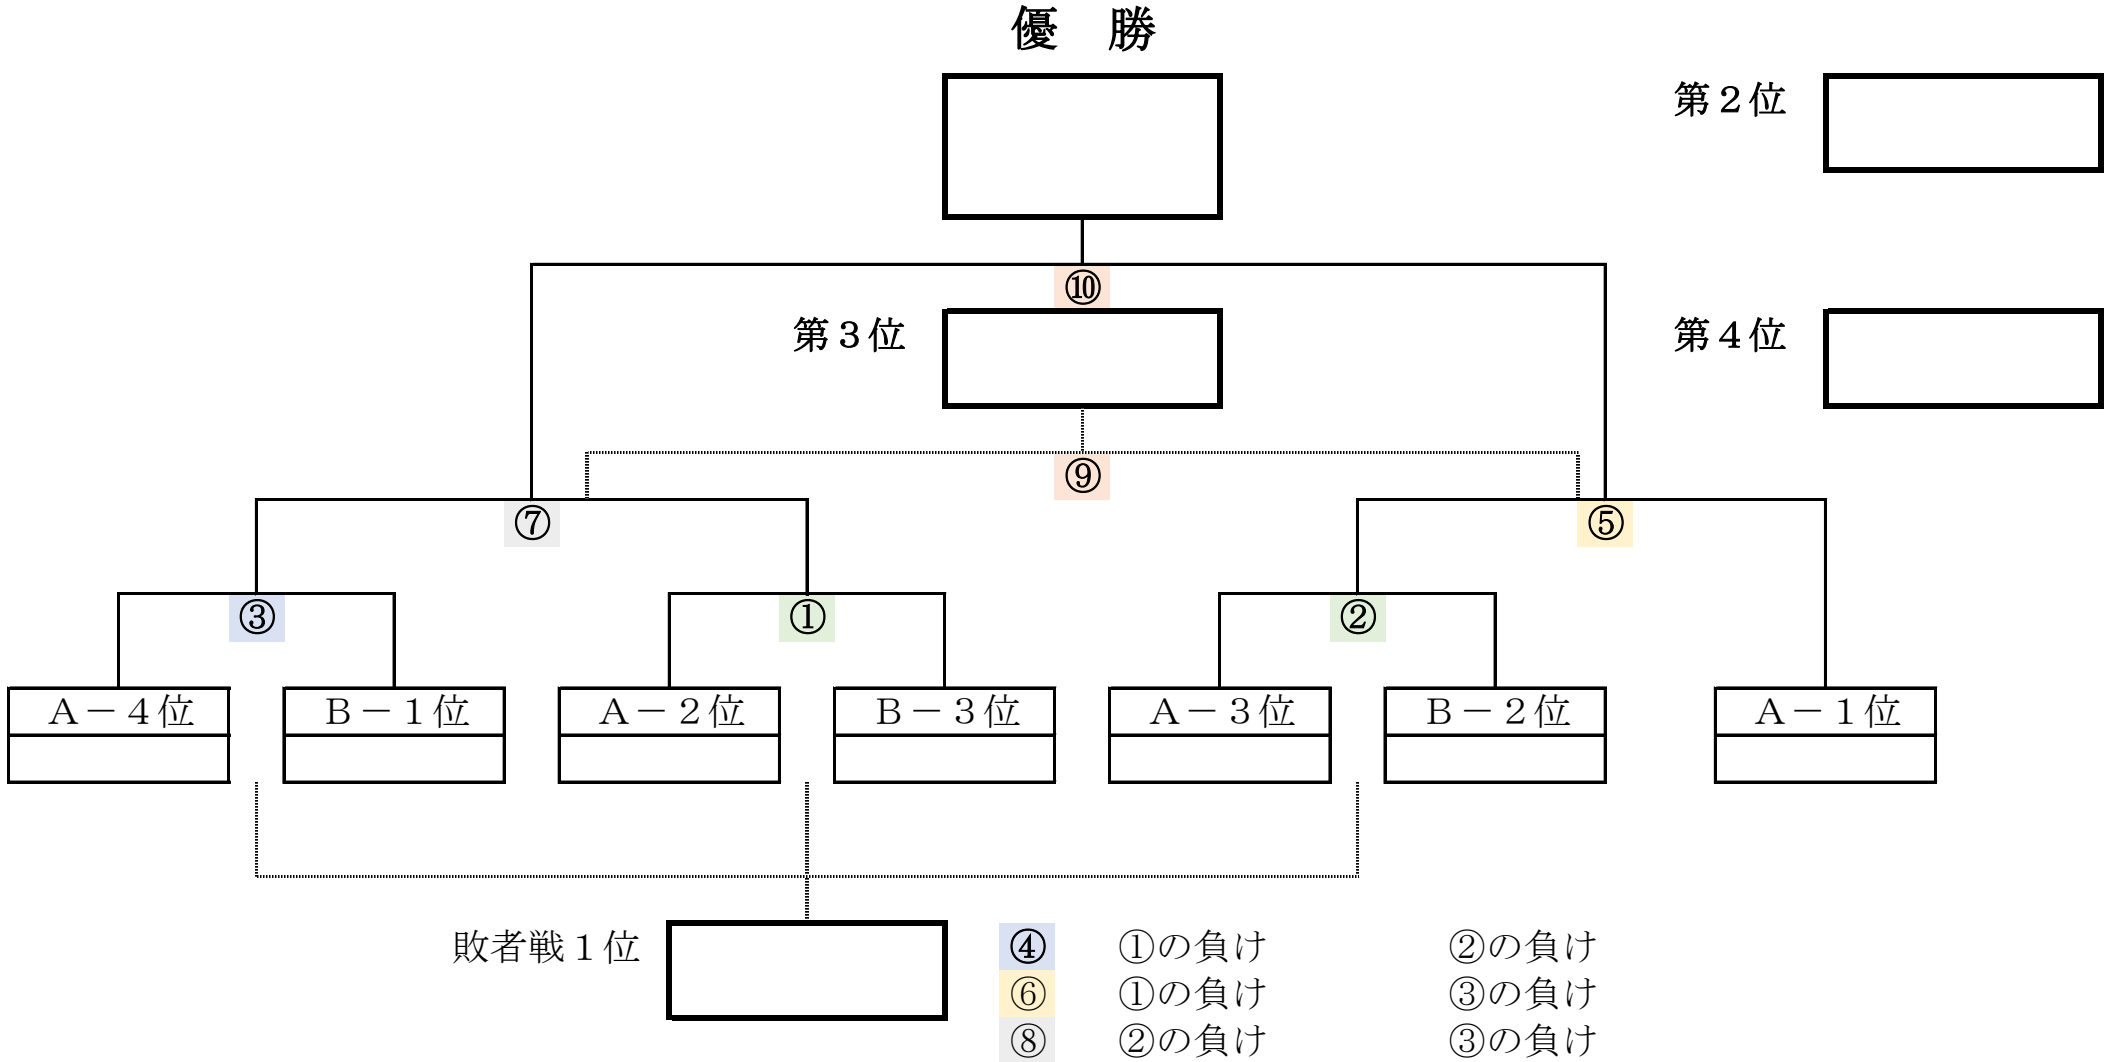 優　勝
第２位
⑩
第３位
第４位
⑨
⑦
⑤
③
①
②
Ａ－４位
Ｂ－１位
Ａ－２位
Ｂ－３位
Ａ－３位
Ｂ－２位
Ａ－１位
敗者戦１位
④　①の負け　②の負け
⑥　①の負け　③の負け
⑧　②の負け　③の負け